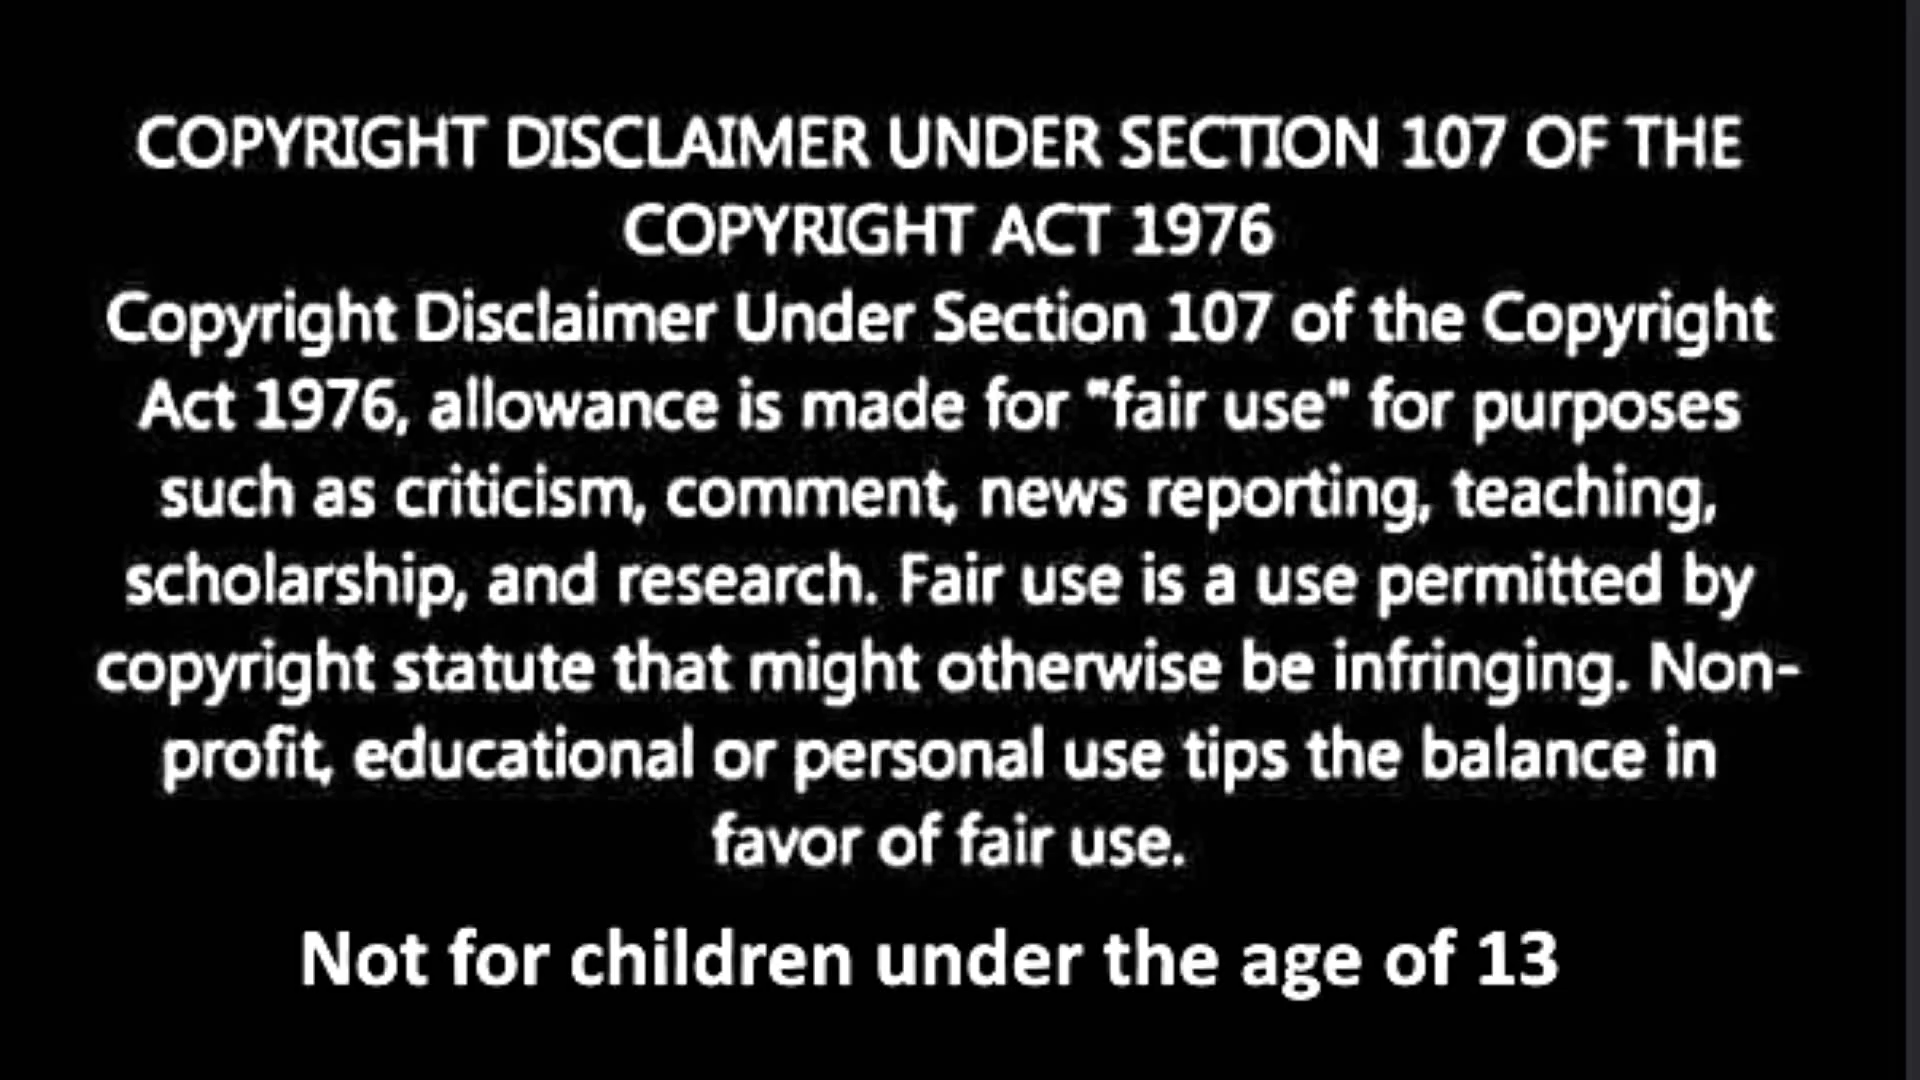 COPYRIGHT DISCLAIMER UNDER SECTION 107 OF THE
COPYRIGHT ACT 1976
Copyright Disclaimer Under Section 107 of the Copyright
Act 1976, allowance is made for "fair use" for purposes
such as criticism, comment, news reporting, teaching,
scholarship, and research. Fair use is a use permitted by
copyright statute that might otherwise be infringing. Non-
profit, educational or personal use tips the balance in
favor of fair use.
Not for children under the age of 13